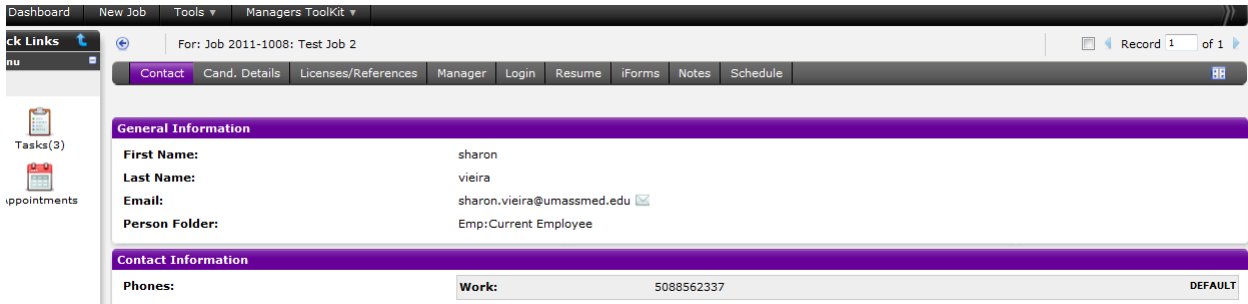 Dashboard New Job Tools ▾ Managers ToolKit ▾
ck Links
nu
For: Job 2011-1008: Test Job 2
Record 1 of 1
Contact Cand. Details Licenses/References Manager Login Resume iForms Notes Schedule
Tasks(3)
ppointments
General Information
First Name: sharon
Last Name: vieira
Email: sharon.vieira@umassmed.edu
Person Folder: Emp:Current Employee
Contact Information
Phones: Work: 5088562337 DEFAULT